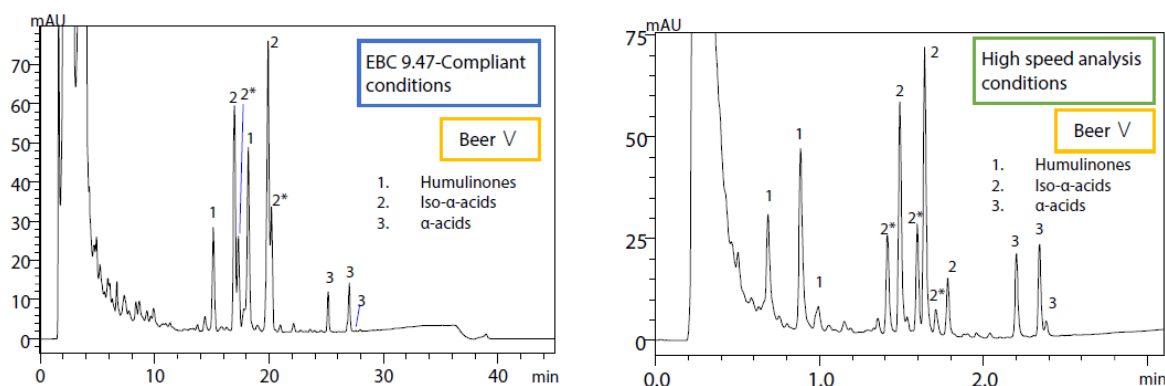 mAU
70
60
50
40
30
20
10
0
0
10
20
30
40
min
EBC 9.47-Compliant
conditions
Beer V
1. Humulinones
2. Iso-α-acids
3. α-acids
1
2
2*
1
2
2*
3
3
3
mAU
75
50
25
0
0.0
1.0
2.0
min
High speed analysis
conditions
Beer V
1. Humulinones
2. Iso-α-acids
3. α-acids
1
1
1
2*
2
2*
2
2*
2
3
3
3